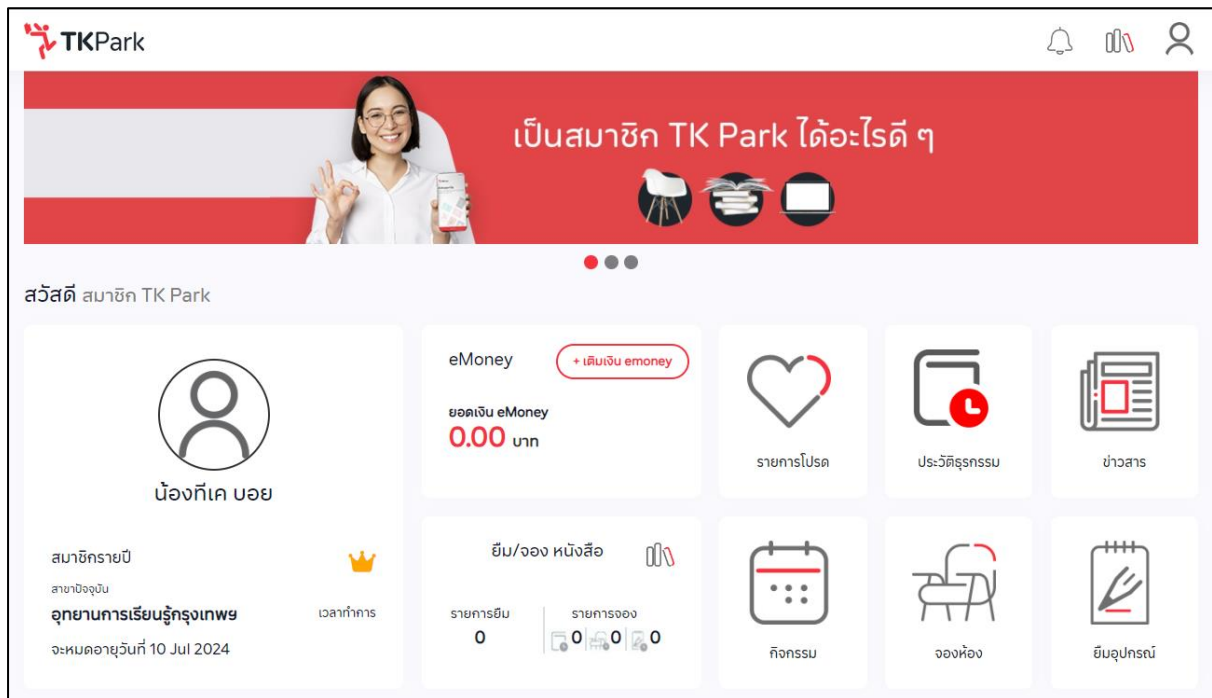 TKPark
เป็นสมาชิก TK Park ได้อะไรดี ๆ
สวัสดี สมาชิก TK Park
น้องทีเค บอย
สมาชิกรายปี
สาขาปัจจุบัน
อุทยานการเรียนรู้กรุงเทพฯ
เวลาทำการ
จะหมดอายุวันที่ 10 Jul 2024
eMoney
+ เติมเงิน emoney
ยอดเงิน eMoney
0.00 บาท
ยืม/จอง หนังสือ
รายการยืม
0
รายการจอง
0 0 0
รายการโปรด
ประวัติธุรกรรม
ข่าวสาร
กิจกรรม
จองห้อง
ยืมอุปกรณ์